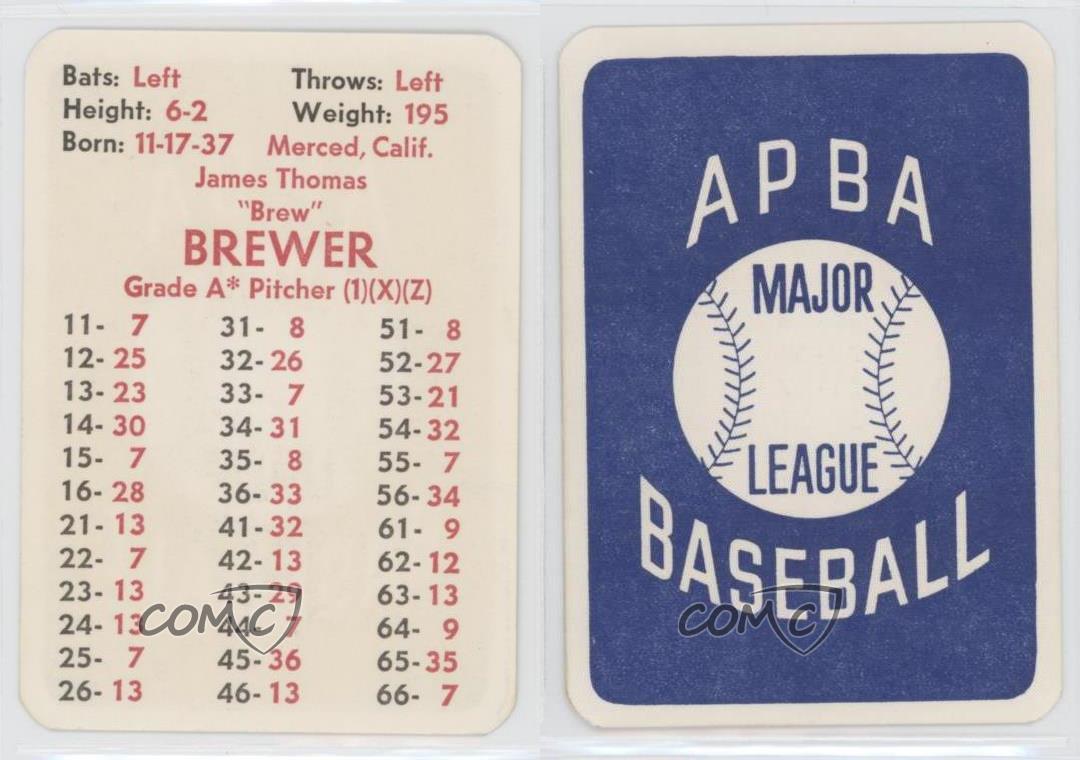 Bats: Left Throws: Left
Height: 6-2 Weight: 195
Born: 11-17-37 Merced, Calif.
James Thomas
"Brew"
BREWER
Grade A* Pitcher (1)(X)(Z)
11- 7 31- 8 51- 8
12- 25 32- 26 52- 27
13- 23 33- 7 53- 21
14- 30 34- 31 54- 32
15- 7 35- 8 55- 7
16- 28 36- 33 56- 34
21- 13 41- 32 61- 9
22- 7 42- 13 62- 12
23- 13 43- 29 63- 13
24- 13 44- 7 64- 9
25- 7 45- 36 65- 35
26- 13 46- 13 66- 7
COMC
APBA
MAJOR
LEAGUE
BASEBALL
COMC